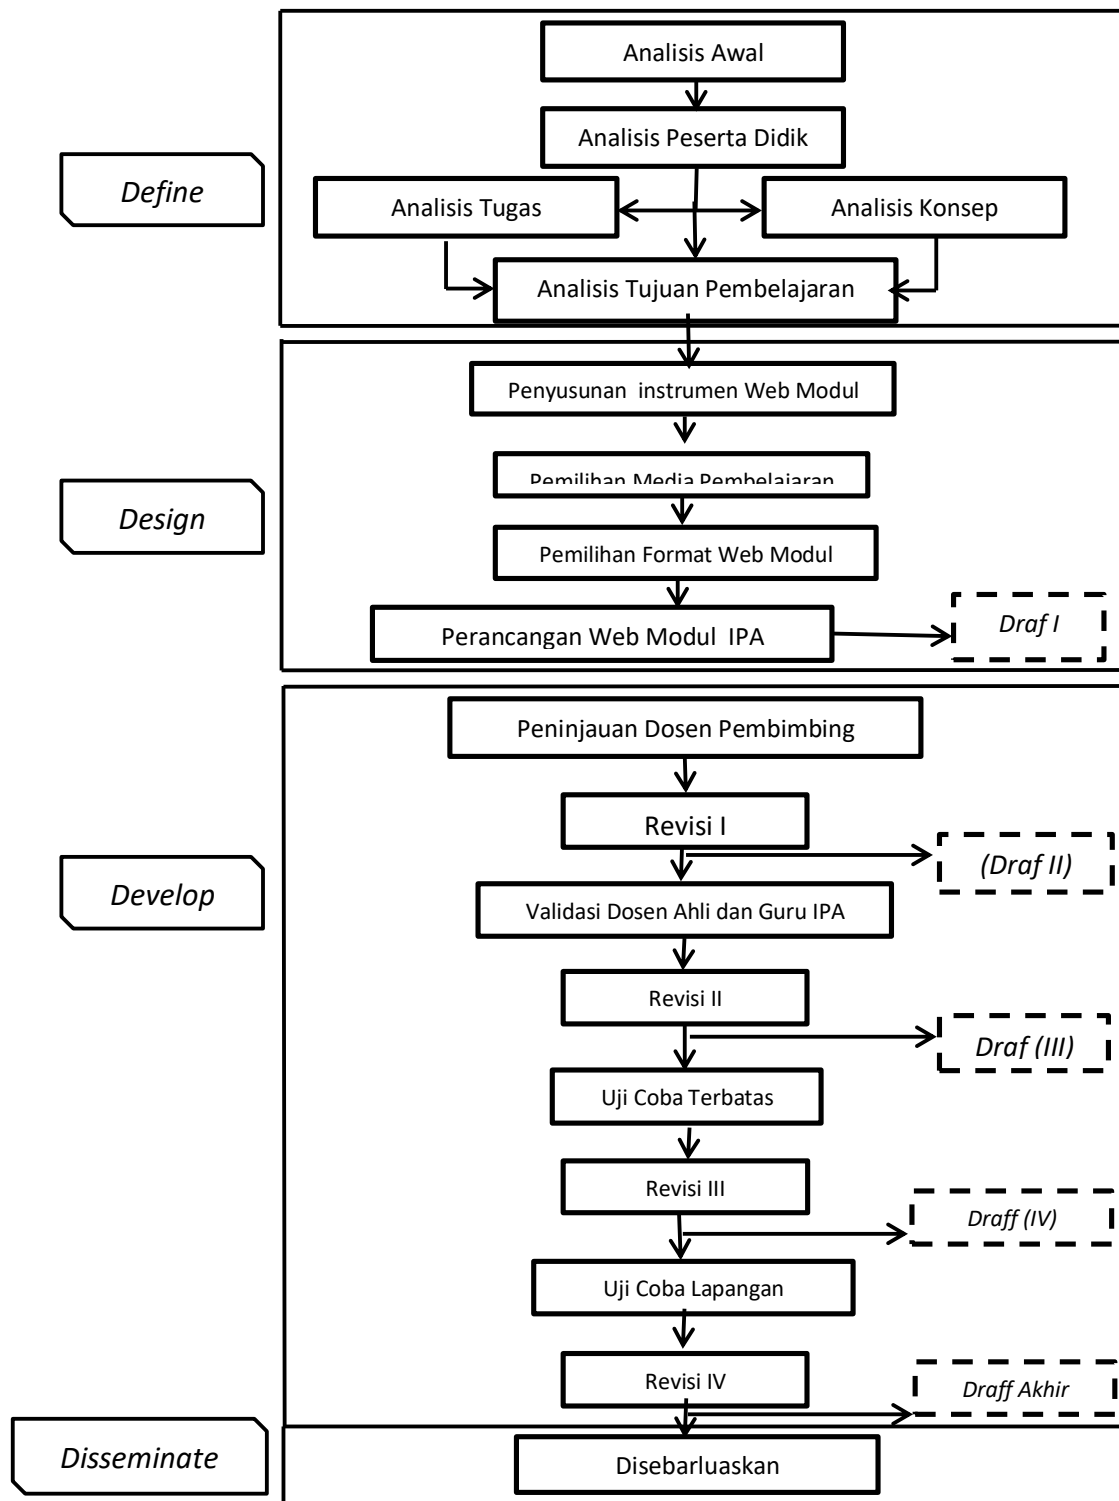 Analisis Awal
Analisis Peserta Didik
Define
Analisis Tugas
Analisis Konsep
Analisis Tujuan Pembelajaran
Penyusunan instrumen Web Modul
Pemilihan Media Pembelajaran
Design
Pemilihan Format Web Modul
Perancangan Web Modul IPA
Draf I
Peninjauan Dosen Pembimbing
Revisi I
(Draf II)
Develop
Validasi Dosen Ahli dan Guru IPA
Revisi II
Draf (III)
Uji Coba Terbatas
Revisi III
Draff (IV)
Uji Coba Lapangan
Revisi IV
Draff Akhir
Disseminate
Disebarluaskan